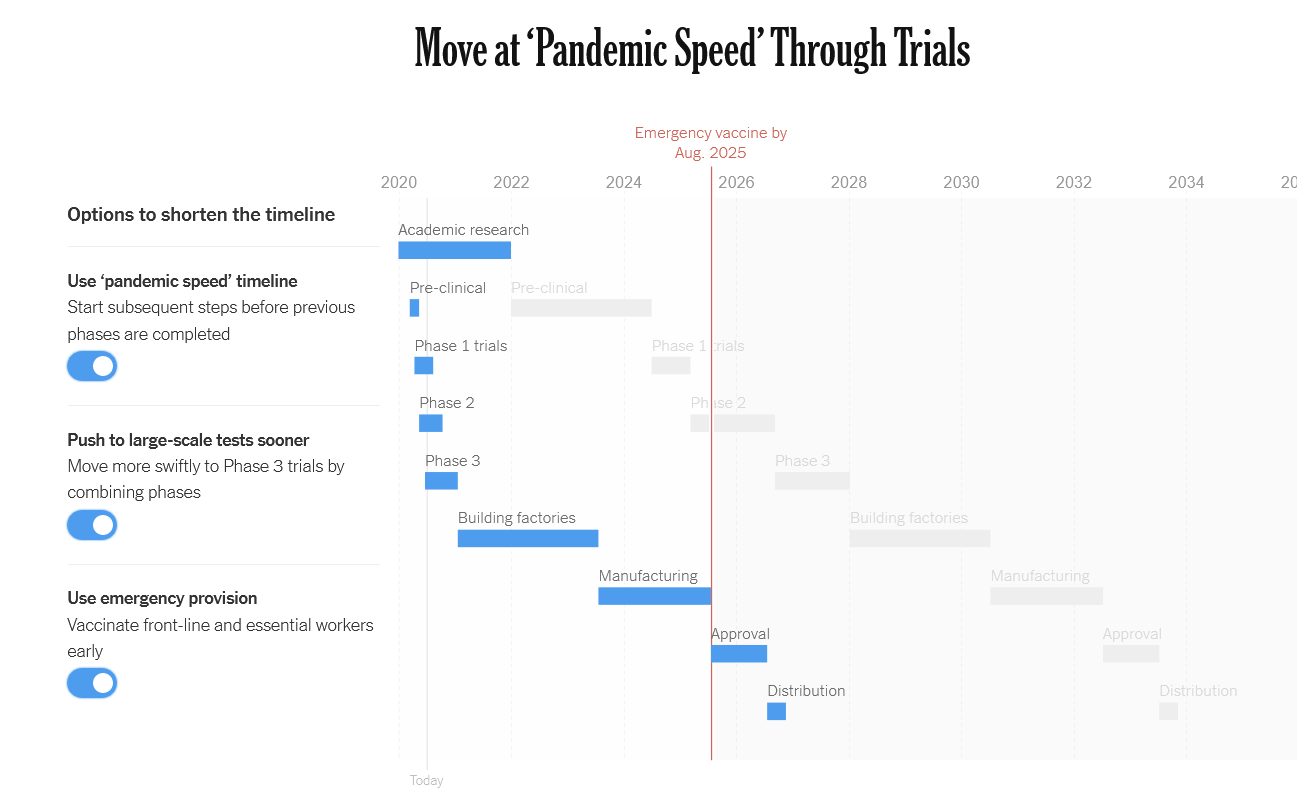 Move at ‘Pandemic Speed’ Through Trials
Emergency vaccine by
Aug. 2025
2020 2022 2024 2026 2028 2030 2032 2034 20
Options to shorten the timeline
Use ‘pandemic speed’ timeline
Start subsequent steps before previous
phases are completed
Push to large-scale tests sooner
Move more swiftly to Phase 3 trials by
combining phases
Use emergency provision
Vaccinate front-line and essential workers
early
Academic research
Pre-clinical Pre-clinical
Phase 1 trials Phase 1 trials
Phase 2 Phase 2
Phase 3 Phase 3
Building factories Building factories
Manufacturing Manufacturing
Approval Approval
Distribution Distribution
Today